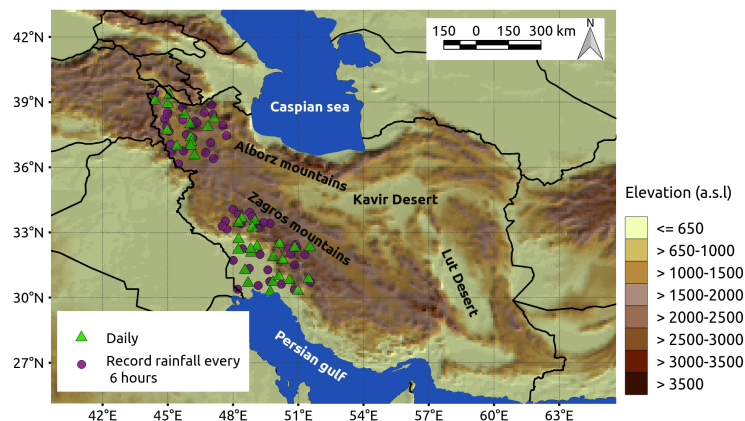 42°N
39°N
36°N
33°N
30°N
27°N
150 0 150 300 km
N
Caspian sea
Alborz mountains
Kavir Desert
Zagros mountains
Lut Desert
Persian gulf
Daily
Record rainfall every
6 hours
42°E 45°E 48°E 51°E 54°E 57°E 60°E 63°E
Elevation (a.s.l)
<= 650
> 650-1000
> 1000-1500
> 1500-2000
> 2000-2500
> 2500-3000
> 3000-3500
> 3500